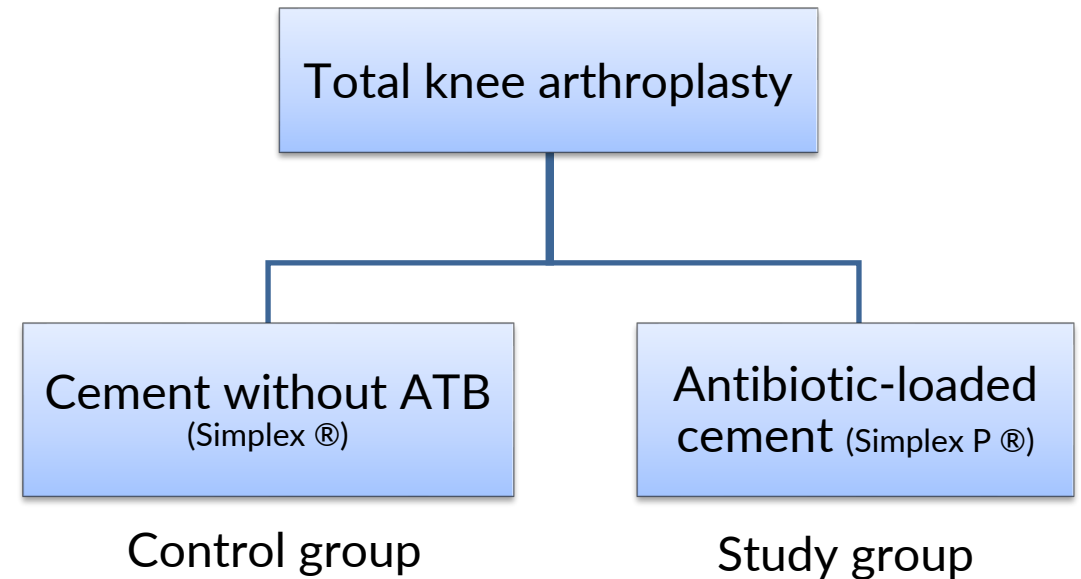 Total knee arthroplasty
Cement without ATB
(Simplex ®)
Antibiotic-loaded
cement (Simplex P ®)
Control group
Study group